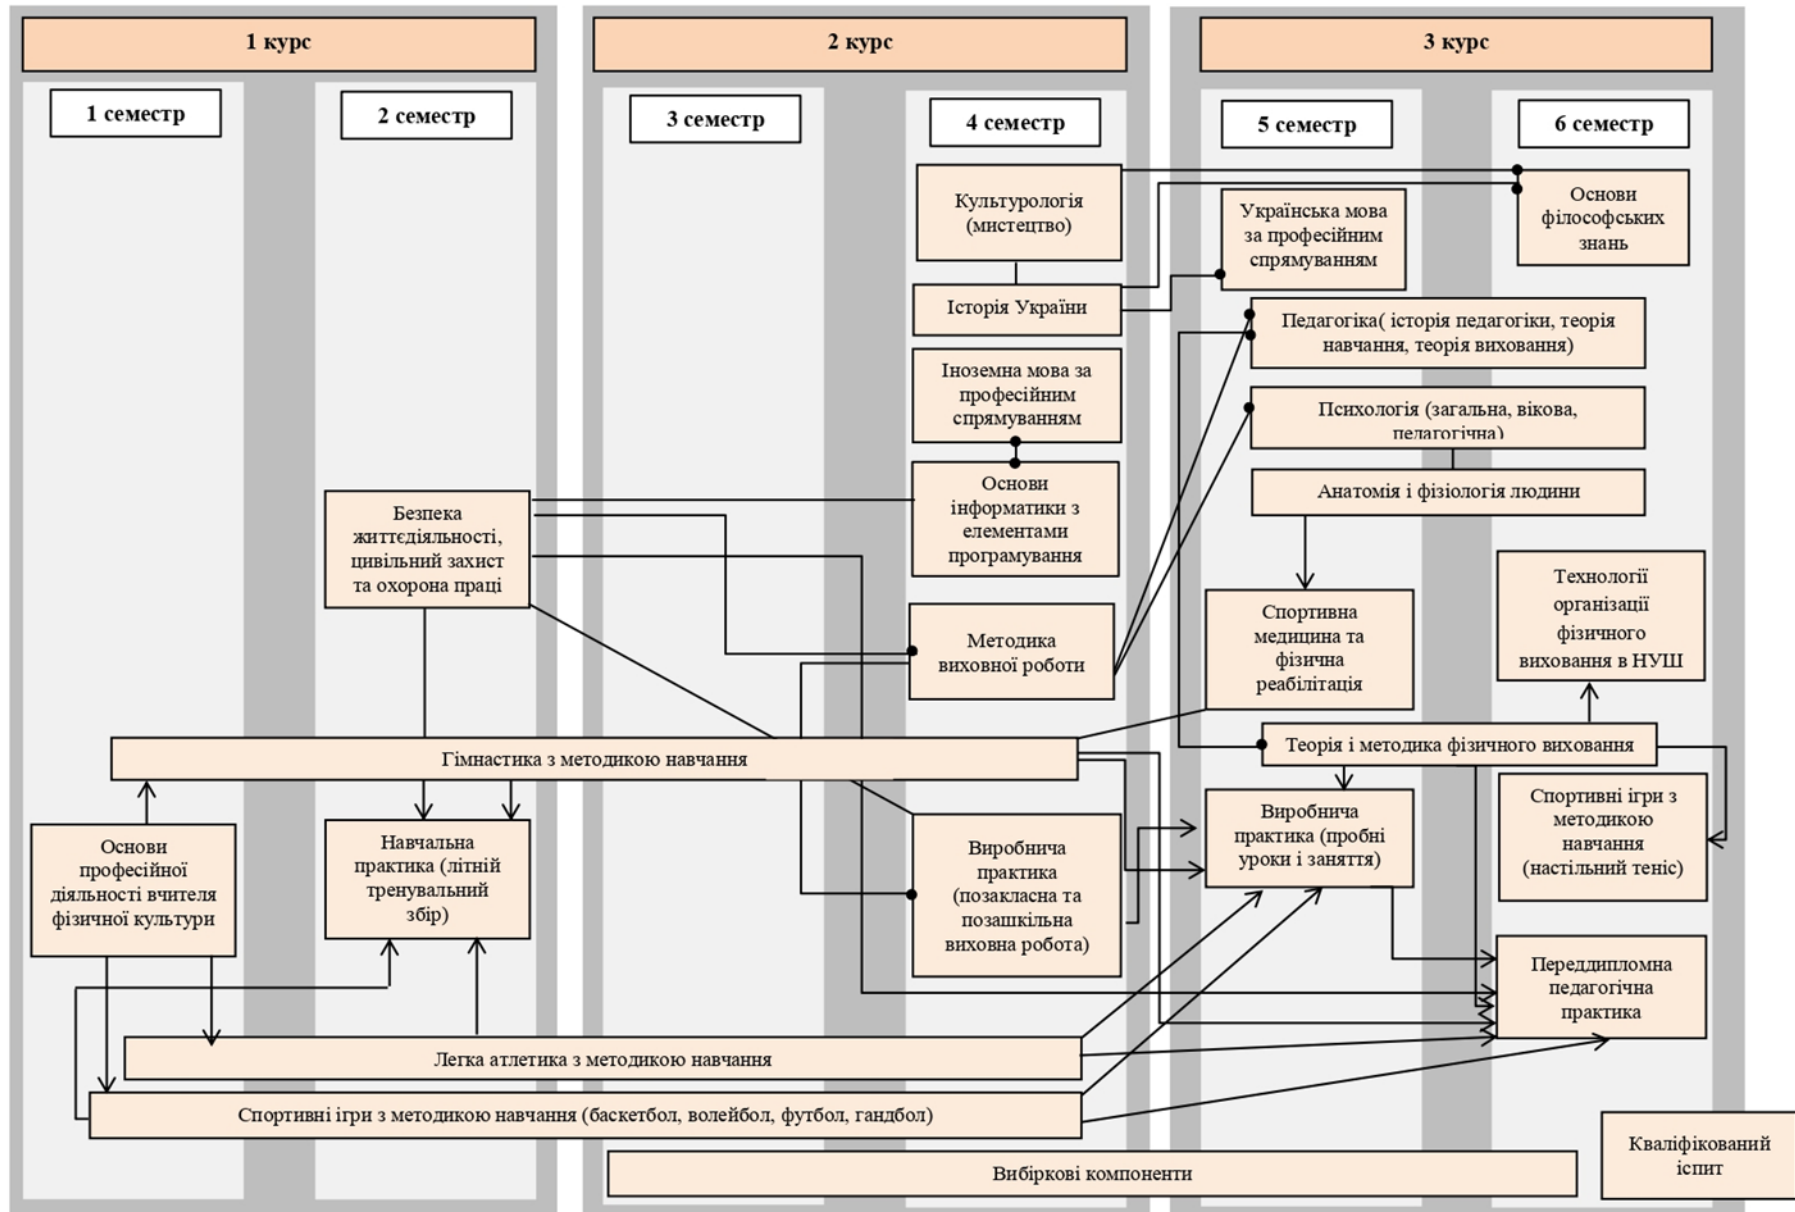 1 курс
2 курс
3 курс
1 семестр
2 семестр
3 семестр
4 семестр
5 семестр
6 семестр
Культурологія
(мистецтво)
Українська мова
за професійним
спрямуванням
Основи
філософських
знань
Історія України
Педагогіка( історія педагогіки, теорія
навчання, теорія виховання)
Іноземна мова за
професійним
спрямуванням
Психологія (загальна, вікова,
педагогічна)
Основи
інформатики з
елементами
програмування
Анатомія і фізіологія людини
Безпека
життєдіяльності,
цивільний захист
та охорона праці
Методика
виховної роботи
Спортивна
медицина та
фізична
реабілітація
Технології
організації
фізичного
виховання в НУШ
Гімнастика з методикою навчання
Теорія і методика фізичного виховання
Основи
професійної
діяльності вчителя
фізичної культури
Навчальна
практика (літній
тренувальний
збір)
Виробнича
практика
(позакласна та
позашкільна
виховна робота)
Виробнича
практика (пробні
уроки і заняття)
Спортивні ігри з
методикою
навчання
(настільний теніс)
Переддипломна
педагогічна
практика
Легка атлетика з методикою навчання
Спортивні ігри з методикою навчання (баскетбол, волейбол, футбол, гандбол)
Вибіркові компоненти
Кваліфікований
іспит